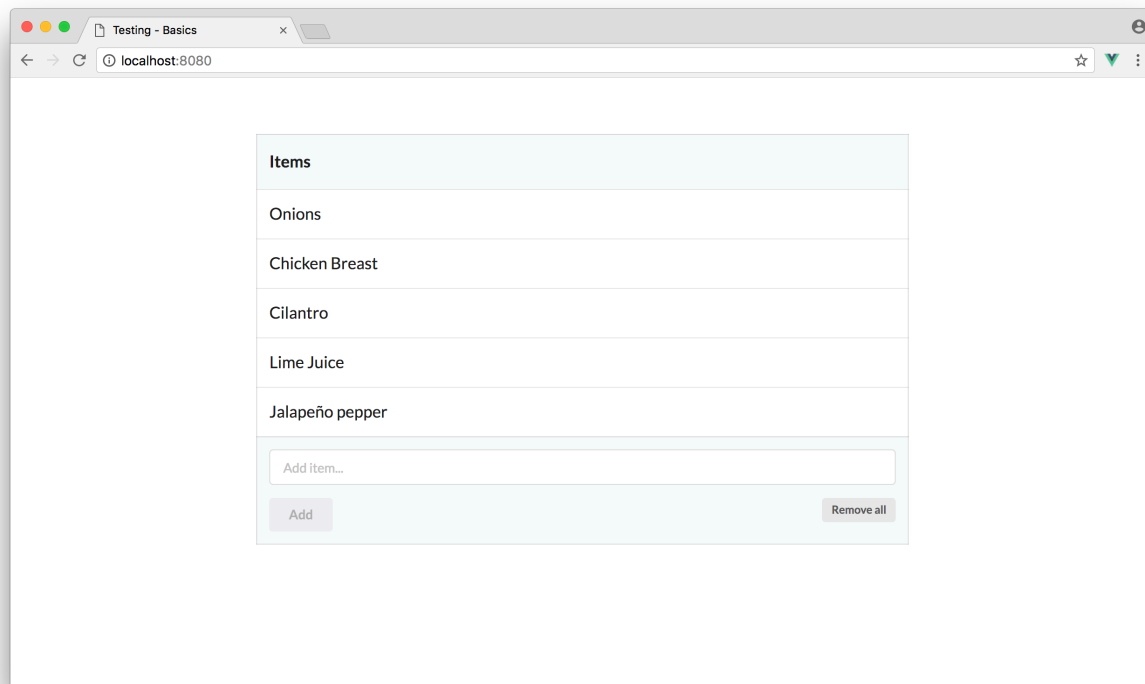 Testing - Basics
localhost:8080
Items
Onions
Chicken Breast
Cilantro
Lime Juice
Jalapeño pepper
Add item...
Add Remove all